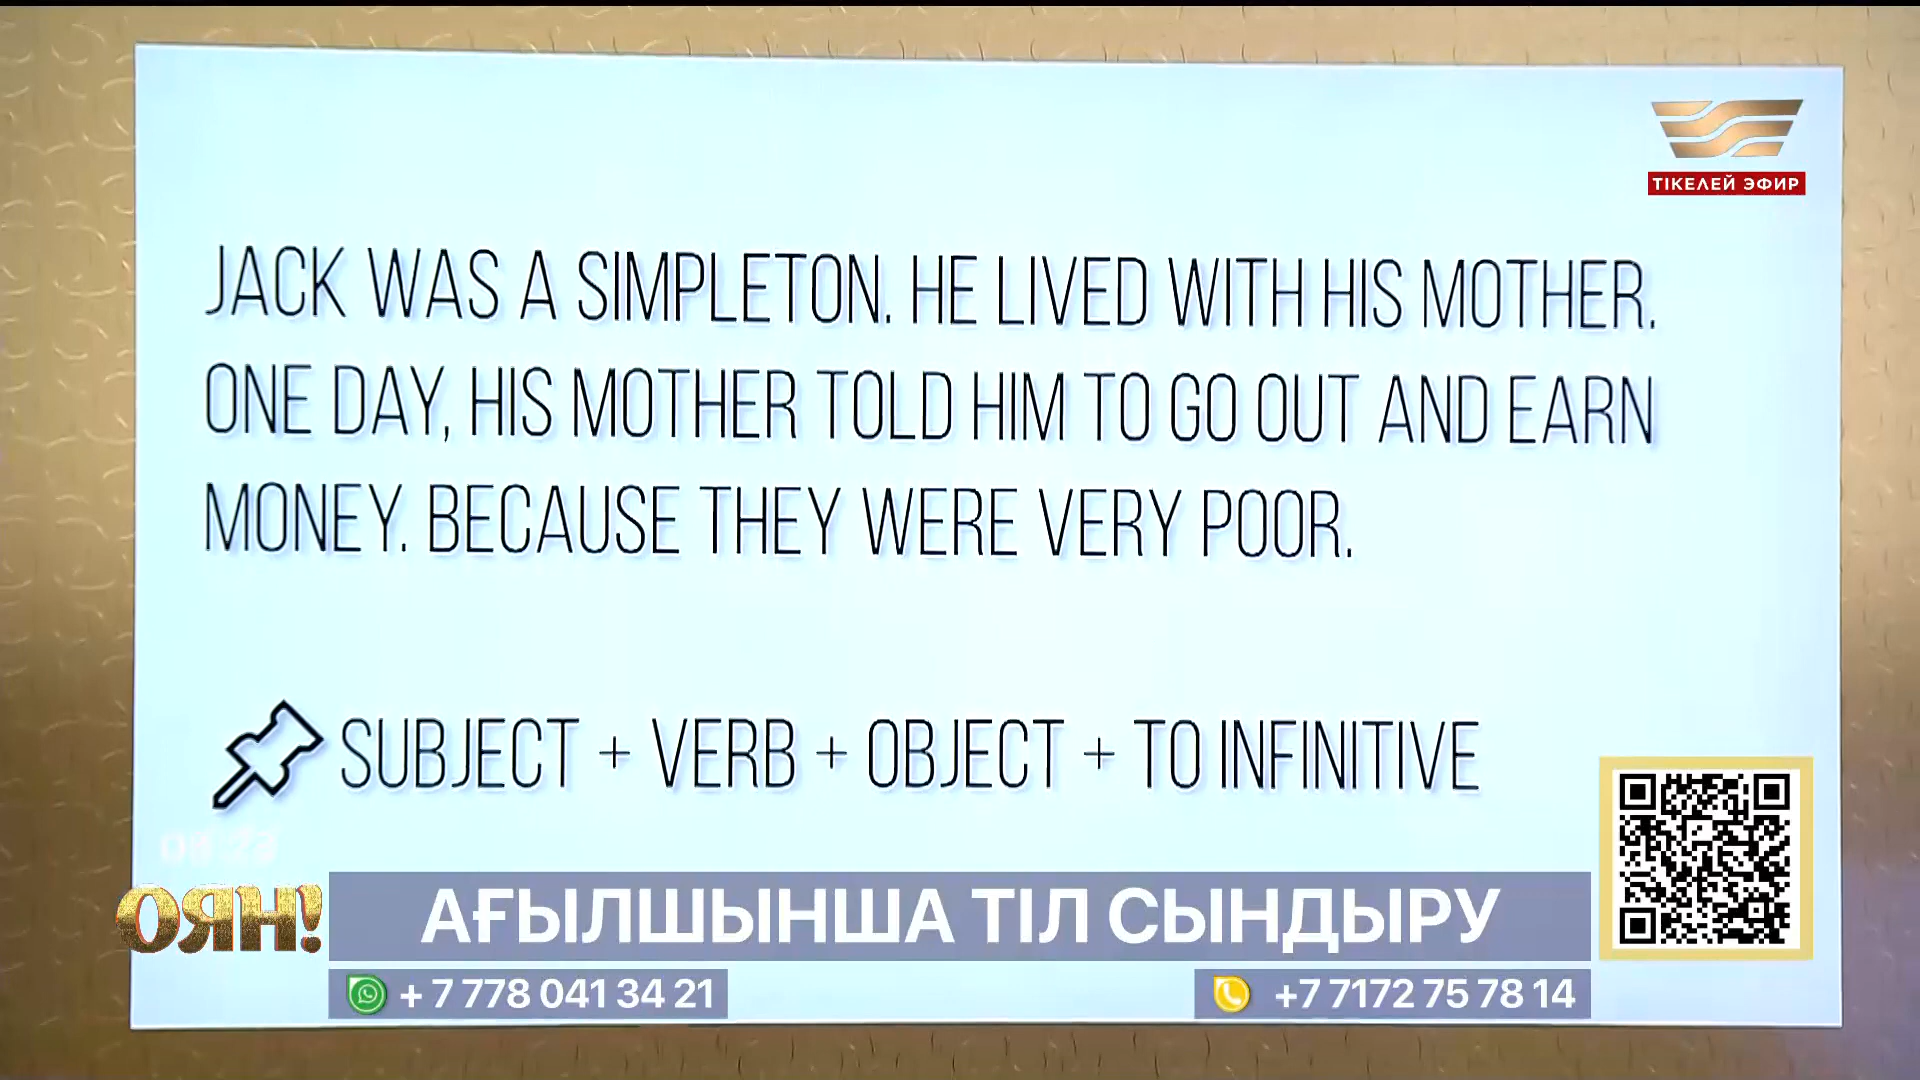 ТІКЕЛЕЙ ЭФИР
JACK WAS A SIMPLETON. HE LIVED WITH HIS MOTHER.
ONE DAY, HIS MOTHER TOLD HIM TO GO OUT AND EARN
MONEY. BECAUSE THEY WERE VERY POOR.
SUBJECT + VERB + OBJECT + TO INFINITIVE
ОЯН!
АҒЫЛШЫНША ТІЛ СЫНДЫРУ
+ 7 778 041 34 21
+7 7172 75 78 14